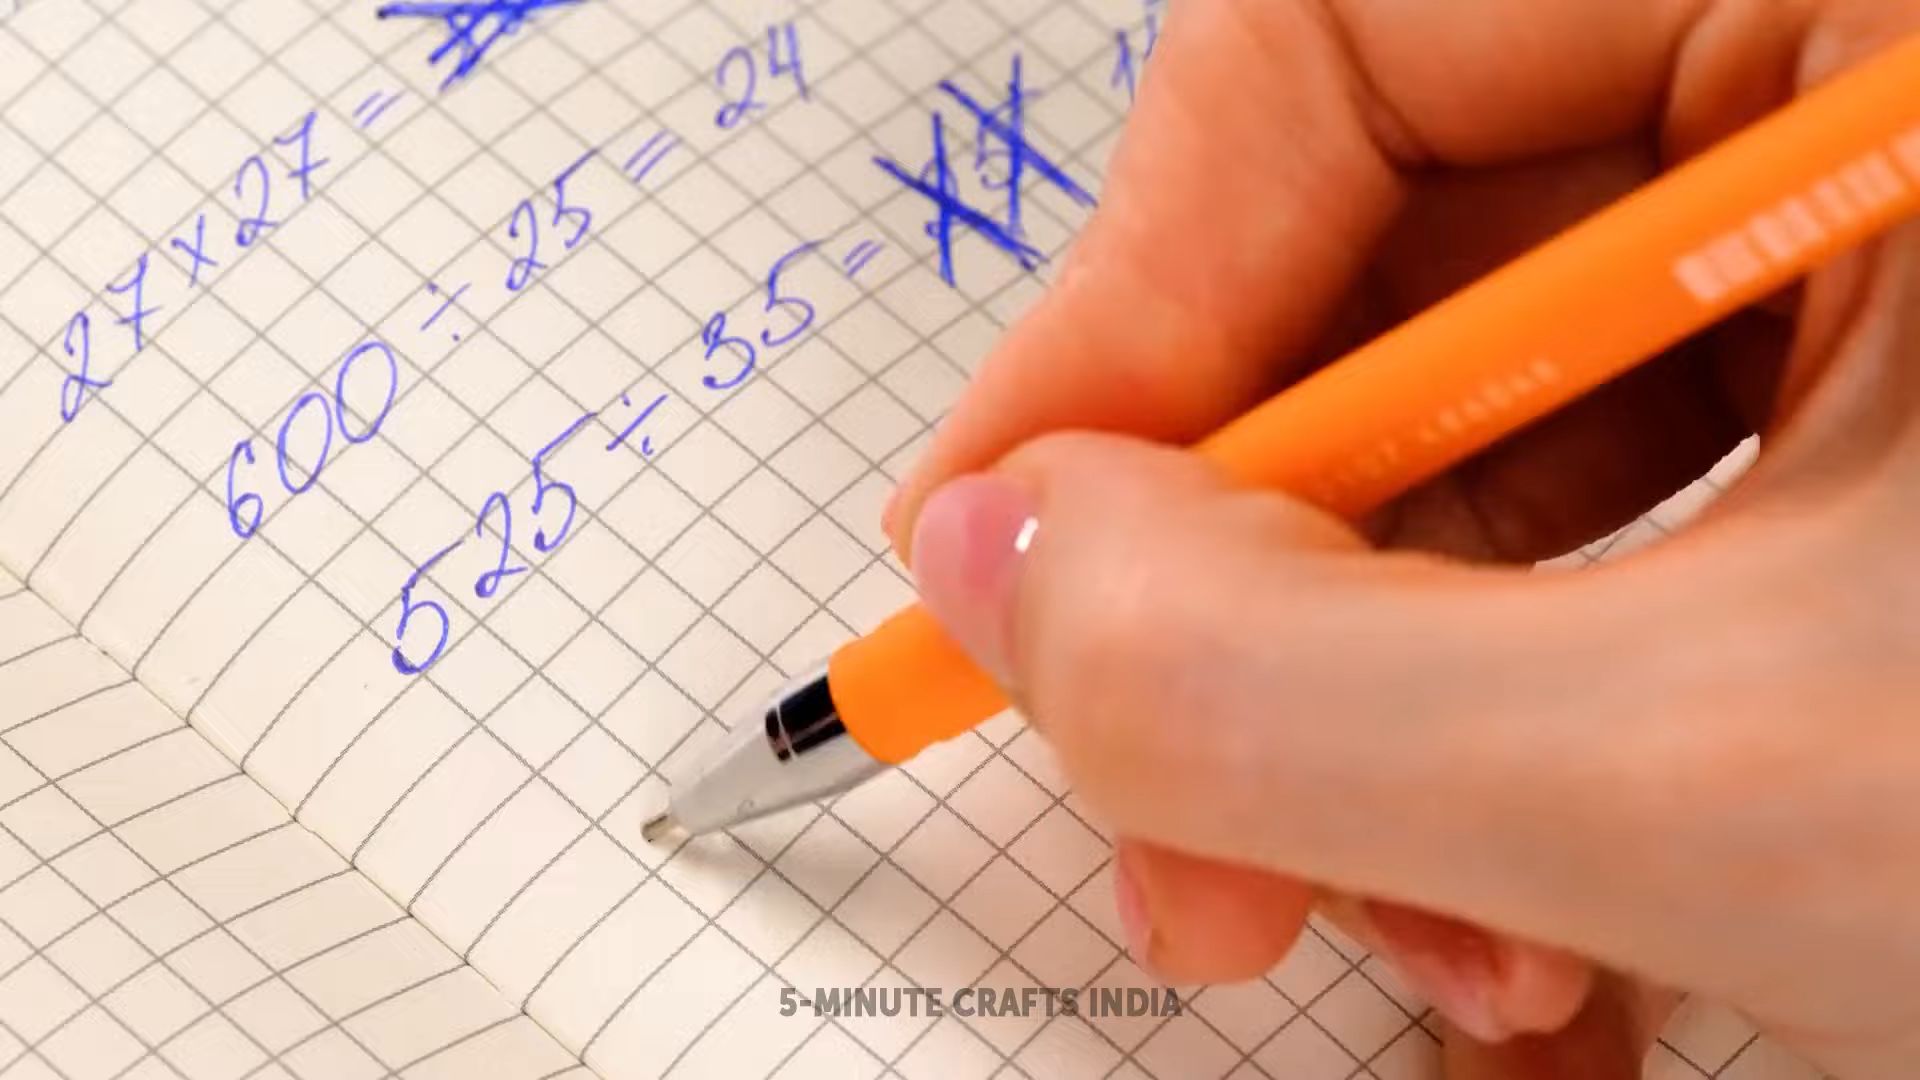 27 × 27 =
600 ÷ 25 = 24
525 ÷ 35 =
5-MINUTE CRAFTS INDIA